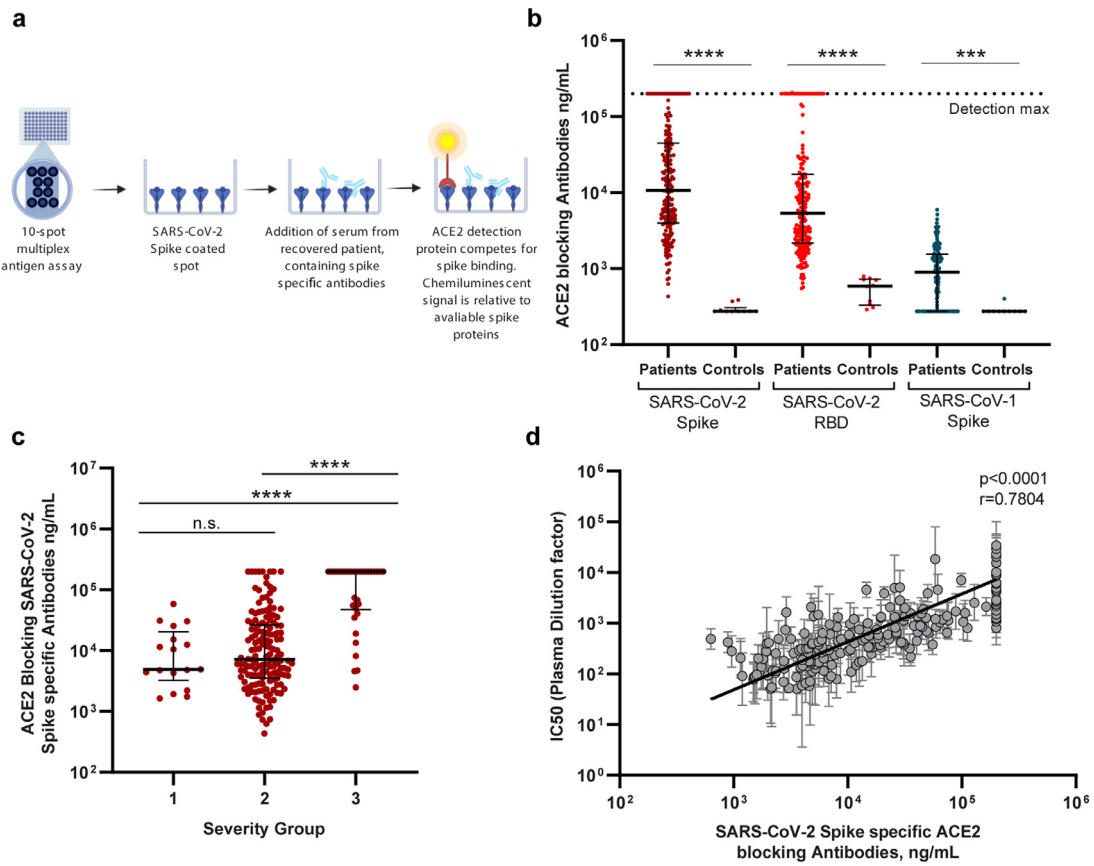 a
10-spot
multiplex
antigen assay
SARS-CoV-2
Spike coated
spot
Addition of serum from
recovered patient,
containing spike
specific antibodies
ACE2 detection
protein competes for
spike binding.
Chemiluminescent
signal is relative to
avaliable spike
proteins
b
ACE2 blocking Antibodies ng/mL
10⁶
10⁵
10⁴
10³
10²
****
****
***
Detection max
Patients Controls
Patients Controls
Patients Controls
SARS-CoV-2
Spike
SARS-CoV-2
RBD
SARS-CoV-1
Spike
c
ACE2 Blocking SARS-CoV-2
Spike specific Antibodies ng/mL
10⁷
10⁶
10⁵
10⁴
10³
10²
****
****
n.s.
1 2 3
Severity Group
d
IC50 (Plasma Dilution factor)
10⁶
10⁵
10⁴
10³
10²
10¹
10⁰
p<0.0001
r=0.7804
10² 10³ 10⁴ 10⁵ 10⁶
SARS-CoV-2 Spike specific ACE2
blocking Antibodies, ng/mL